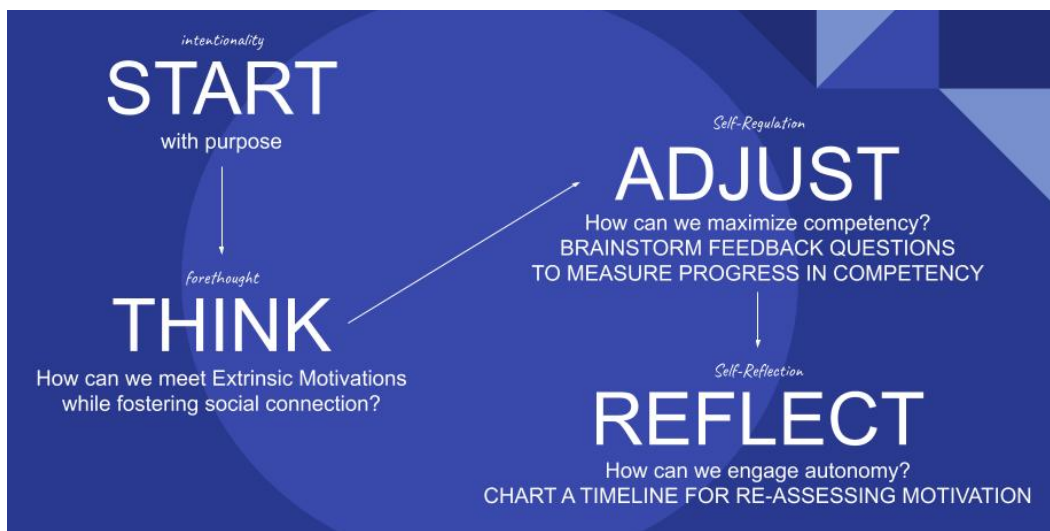 intentionality
START
with purpose
forethought
THINK
How can we meet Extrinsic Motivations
while fostering social connection?
Self-Regulation
ADJUST
How can we maximize competency?
BRAINSTORM FEEDBACK QUESTIONS
TO MEASURE PROGRESS IN COMPETENCY
Self-Reflection
REFLECT
How can we engage autonomy?
CHART A TIMELINE FOR RE-ASSESSING MOTIVATION